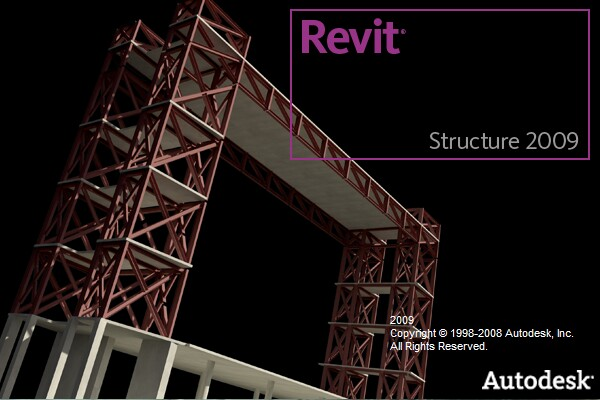 Revit®
Structure 2009
2009
Copyright © 1998-2008 Autodesk, Inc.
All Rights Reserved.
Autodesk®